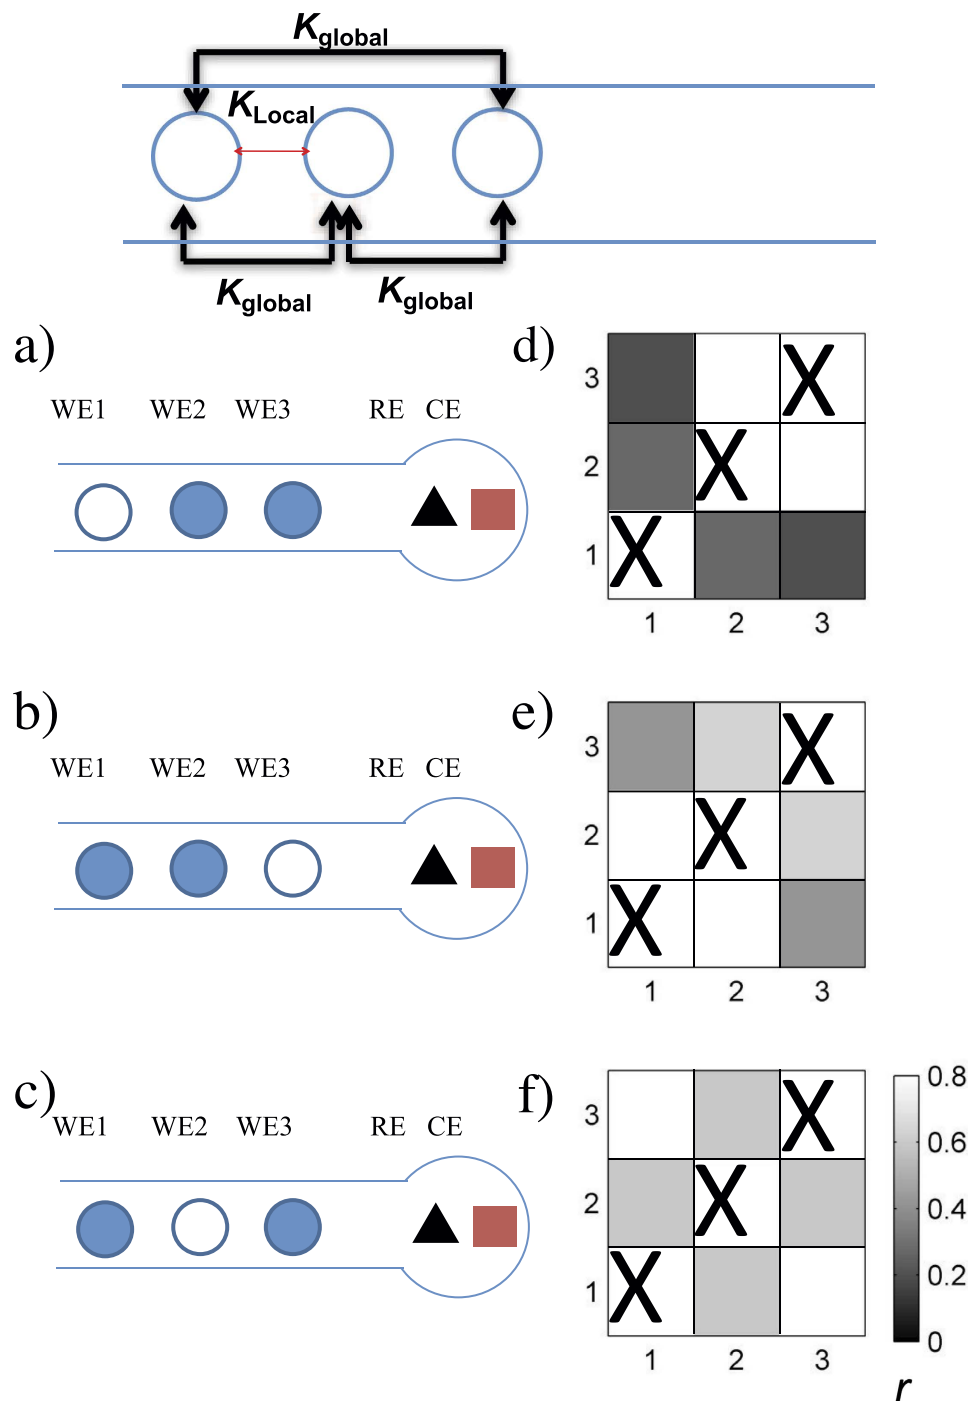 Kglobal
KLocal
Kglobal
Kglobal
a)
WE1 WE2 WE3 RE CE
d)
3 X
2 X
1 X
1 2 3
b)
WE1 WE2 WE3 RE CE
e)
3 X
2 X
1 X
1 2 3
c)
WE1 WE2 WE3 RE CE
f)
3 X
2 X
1 X
1 2 3
0.8
0.6
0.4
0.2
0
r